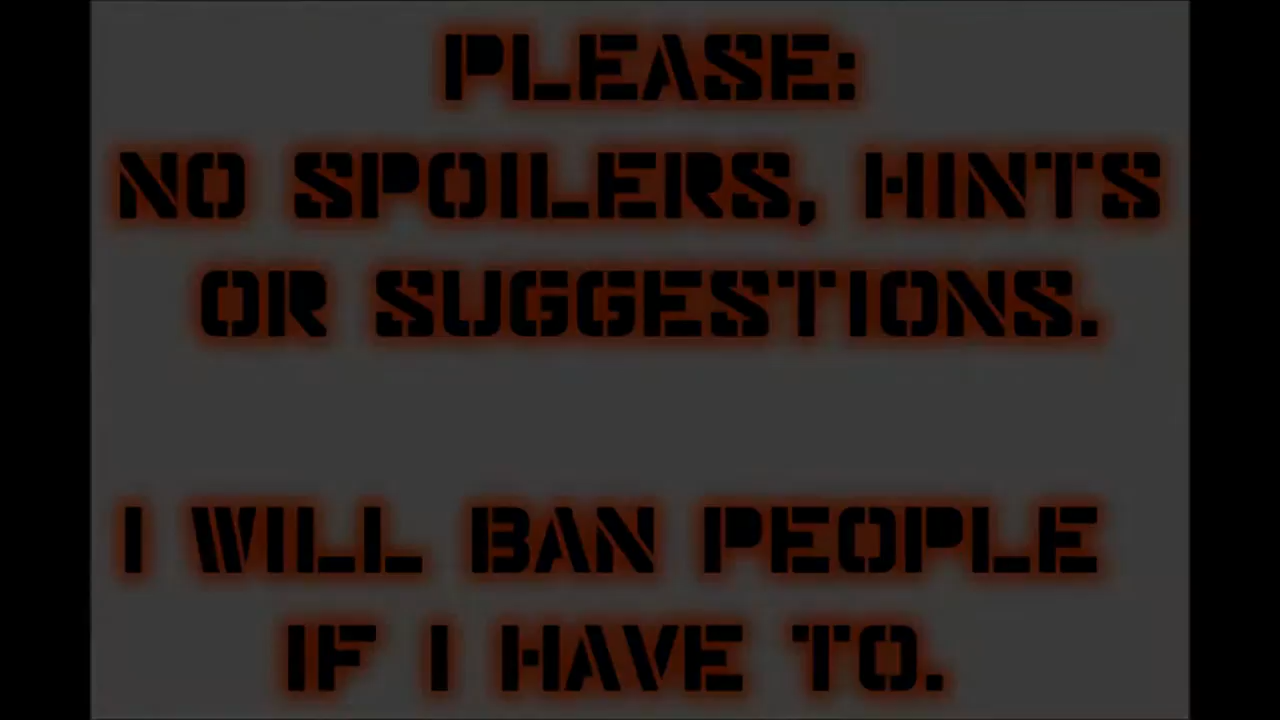 PLEASE:
NO SPOILERS, HINTS
OR SUGGESTIONS.
I WILL BAN PEOPLE
IF I HAVE TO.